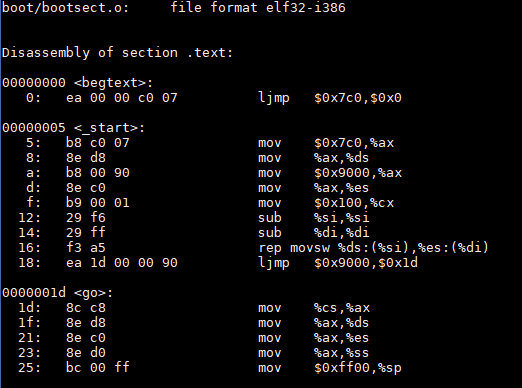 boot/bootsect.o:     file format elf32-i386
Disassembly of section .text:
00000000 <begtext>:
   0:   ea 00 00 c0 07          ljmp   $0x7c0,$0x0
00000005 <_start>:
   5:   b8 c0 07                mov    $0x7c0,%ax
   8:   8e d8                   mov    %ax,%ds
   a:   b8 00 90                mov    $0x9000,%ax
   d:   8e c0                   mov    %ax,%es
   f:   b9 00 01                mov    $0x100,%cx
  12:   29 f6                   sub    %si,%si
  14:   29 ff                   sub    %di,%di
  16:   f3 a5                   rep movsw %ds:(%si),%es:(%di)
  18:   ea 1d 00 00 90          ljmp   $0x9000,$0x1d
0000001d <go>:
  1d:   8c c8                   mov    %cs,%ax
  1f:   8e d8                   mov    %ax,%ds
  21:   8e c0                   mov    %ax,%es
  23:   8e d0                   mov    %ax,%ss
  25:   bc 00 ff                mov    $0xff00,%sp